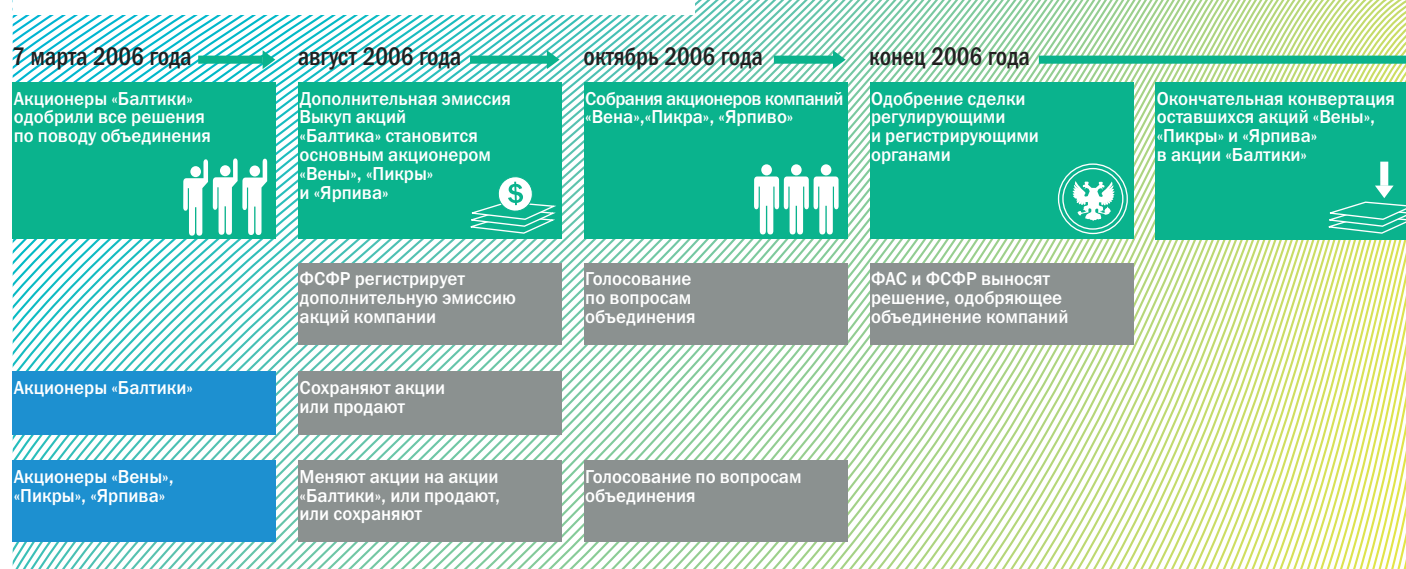 7 марта 2006 года
август 2006 года
октябрь 2006 года
конец 2006 года
Акционеры «Балтики»
одобрили все решения
по поводу объединения
Дополнительная эмиссия
Выкуп акций
«Балтика» становится
основным акционером
«Вены», «Пикры»
и «Ярпива»
$
Собрания акционеров компаний
«Вена»,«Пикра», «Ярпиво»
Одобрение сделки
регулирующими
и регистрирующими
органами
Окончательная конвертация
оставшихся акций «Вены»,
«Пикры» и «Ярпива»
в акции «Балтики»
ФСФР регистрирует
дополнительную эмиссию
акций компании
Голосование
по вопросам
объединения
ФАС и ФСФР выносят
решение, одобряющее
объединение компаний
Акционеры «Балтики»
Сохраняют акции
или продают
Акционеры «Вены»,
«Пикры», «Ярпива»
Меняют акции на акции
«Балтики», или продают,
или сохраняют
Голосование по вопросам
объединения